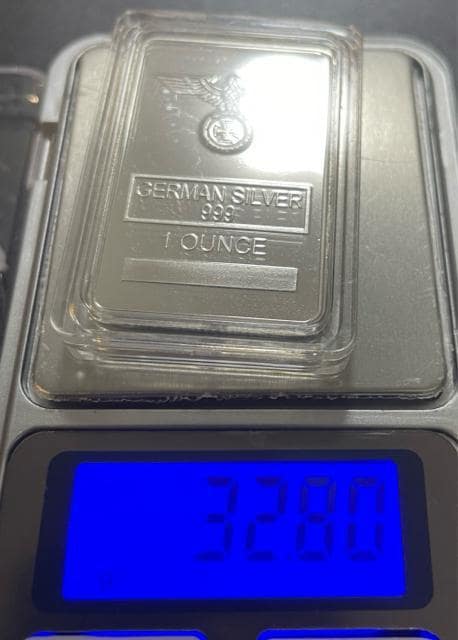 GERMAN SILVER
999
1 OUNCE
32.80